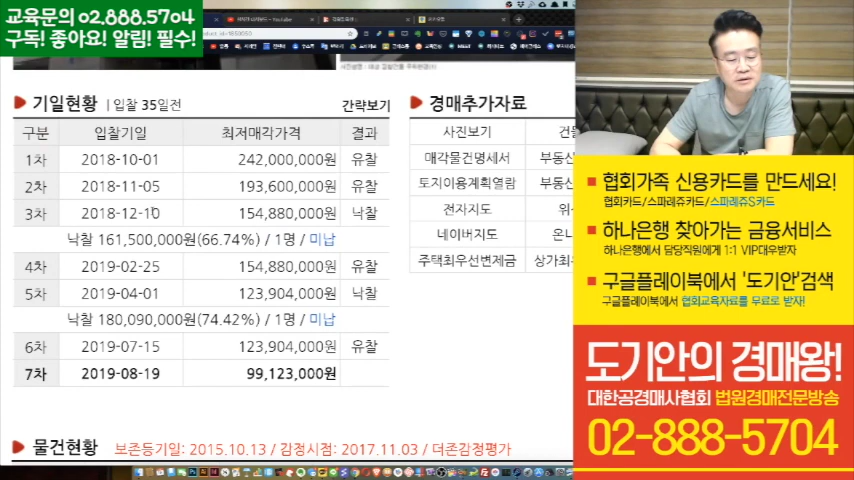 교육문의 02.888.5704
구독! 좋아요! 알림! 필수!
기일현황 | 입찰 35일전 간략보기
구분 입찰기일 최저매각가격 결과
1차 2018-10-01 242,000,000원 유찰
2차 2018-11-05 193,600,000원 유찰
3차 2018-12-10 154,880,000원 낙찰
낙찰 161,500,000원(66.74%) / 1명 / 미납
4차 2019-02-25 154,880,000원 유찰
5차 2019-04-01 123,904,000원 낙찰
낙찰 180,090,000원(74.42%) / 1명 / 미납
6차 2019-07-15 123,904,000원 유찰
7차 2019-08-19 99,123,000원
경매추가자료
사진보기
매각물건명세서 부동산
토지이용계획열람 부동산
전자지도
네이버지도 온나
주택최우선변제금 상가최우
물건현황 보존등기일: 2015.10.13 / 감정시점: 2017.11.03 / 더존감정평가
협회가족 신용카드를 만드세요!
협회카드/스파레쥬카드/스파레쥬S카드
하나은행 찾아가는 금융서비스
하나은행에서 담당직원에게 1:1 VIP대우받자
구글플레이북에서 '도기안'검색
구글플레이북에서 협회교육자료를 무료로 받자!
도기안의 경매왕!
대한공경매사협회 법원경매전문방송
02-888-5704